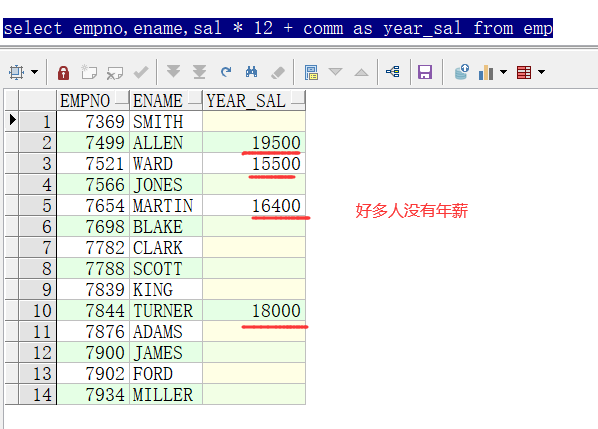 select empno,ename,sal * 12 + comm as year_sal from emp
EMPNO ENAME YEAR_SAL
1 7369 SMITH
2 7499 ALLEN 19500
3 7521 WARD 15500
4 7566 JONES
5 7654 MARTIN 16400
好多人没有年薪
6 7698 BLAKE
7 7782 CLARK
8 7788 SCOTT
9 7839 KING
10 7844 TURNER 18000
11 7876 ADAMS
12 7900 JAMES
13 7902 FORD
14 7934 MILLER